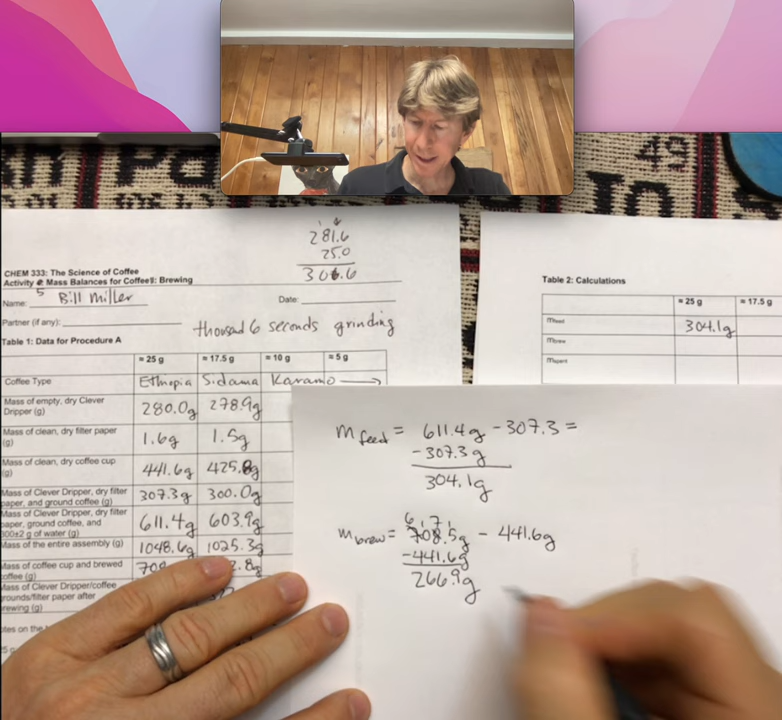 49
281.6
25.0
306.6
CHEM 333: The Science of Coffee
Activity 5 Mass Balances for Coffee: Brewing
Name: Bill Miller
Date:
Partner (if any):
thousand 6 seconds grinding
Table 1: Data for Procedure A
≈ 25 g ≈ 17.5 g ≈ 10 g ≈ 5 g
Coffee Type Ethiopia Sidama Karamo
Mass of empty, dry Clever
Dripper (g) 280.0g 278.9g
Mass of clean, dry filter paper
(g) 1.6g 1.5g
Mass of clean, dry coffee cup
(g) 441.6g 425.8g
Mass of Clever Dripper, dry filter
paper, and ground coffee (g) 307.3g 300.0g
Mass of Clever Dripper, dry filter
paper, ground coffee, and
300±2 g of water (g) 611.4g 603.9g
Mass of the entire assembly (g) 1048.6g 1025.3g
Mass of coffee cup and brewed
coffee (g)
Mass of Clever Dripper/coffee
grounds/filter paper after
brewing (g)
Table 2: Calculations
≈ 25 g ≈ 17.5 g
mfeed 304.1g
mbrew
mspent
mfeed = 611.4g - 307.3 =
- 307.3g
304.1g
mbrew = 708.5g - 441.6g
- 441.6g
266.9g